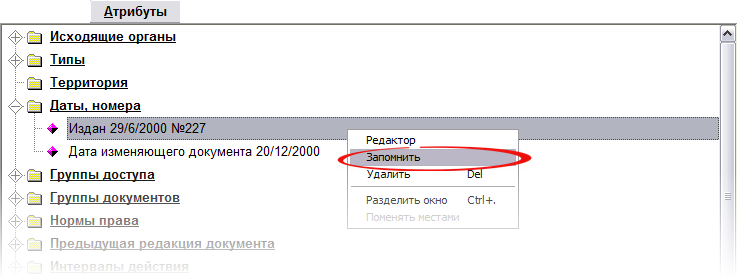 Атрибуты
Исходящие органы
Типы
Территория
Даты, номера
Издан 29/6/2000 №227
Дата изменяющего документа 20/12/2000
Группы доступа
Группы документов
Нормы права
Предыдущая редакция документа
Интервалы действия
Редактор
Запомнить
Удалить Del
Разделить окно Ctrl+.
Поменять местами